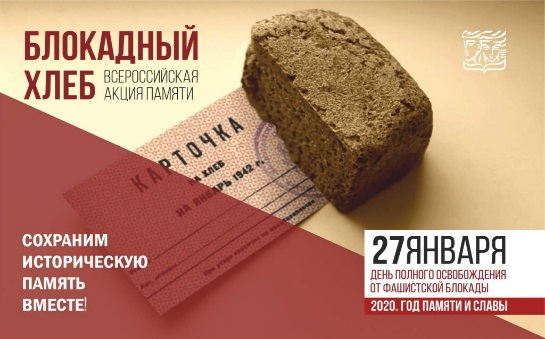 БЛОКАДНЫЙ
ХЛЕБ ВСЕРОССИЙСКАЯ
АКЦИЯ ПАМЯТИ
КАРТОЧКА
НА ХЛЕБ
НА ЯНВАРЬ 1942 г.
СОХРАНИМ
ИСТОРИЧЕСКУЮ
ПАМЯТЬ
ВМЕСТЕ!
27ЯНВАРЯ
ДЕНЬ ПОЛНОГО ОСВОБОЖДЕНИЯ
ОТ ФАШИСТСКОЙ БЛОКАДЫ
2020. ГОД ПАМЯТИ И СЛАВЫ